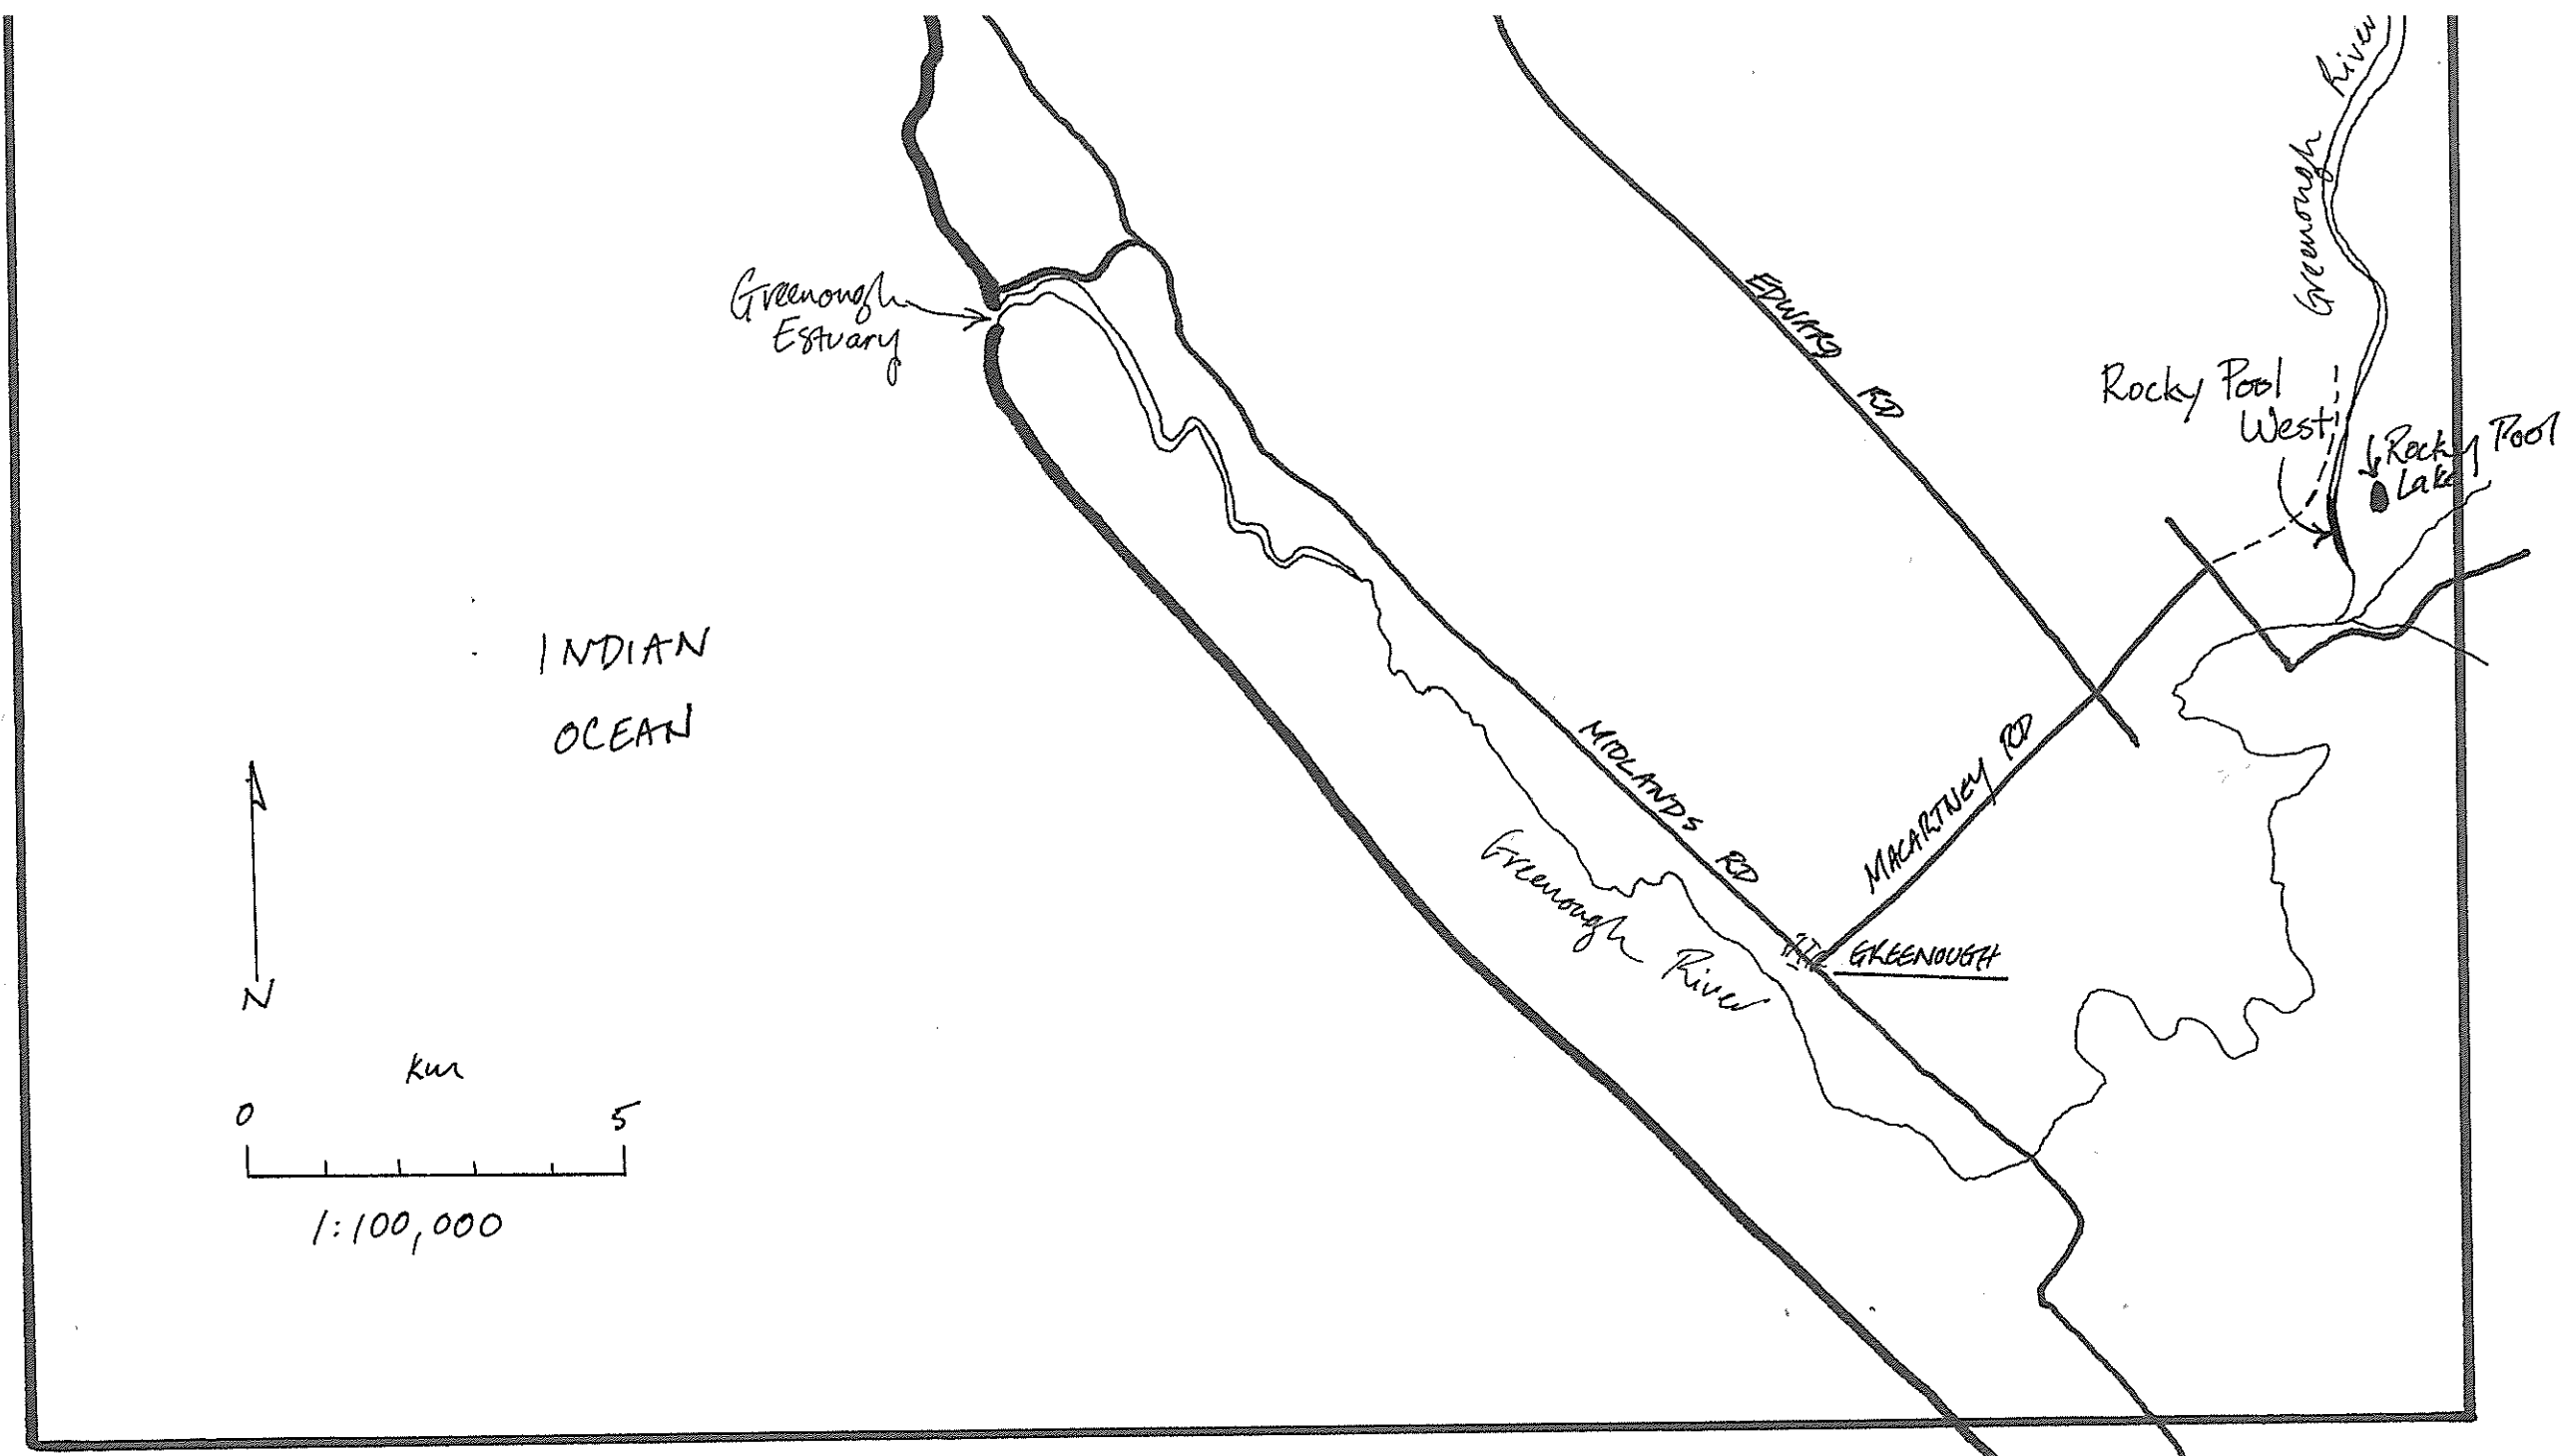 Greenough River
Greenough
Estuary
EDWARD RD
Rocky Pool
West
Rocky Pool
Lake
INDIAN
OCEAN
MIDLANDS RD
MACARTNEY RD
Greenough River
GREENOUGH
N
Km
0 5
1:100,000